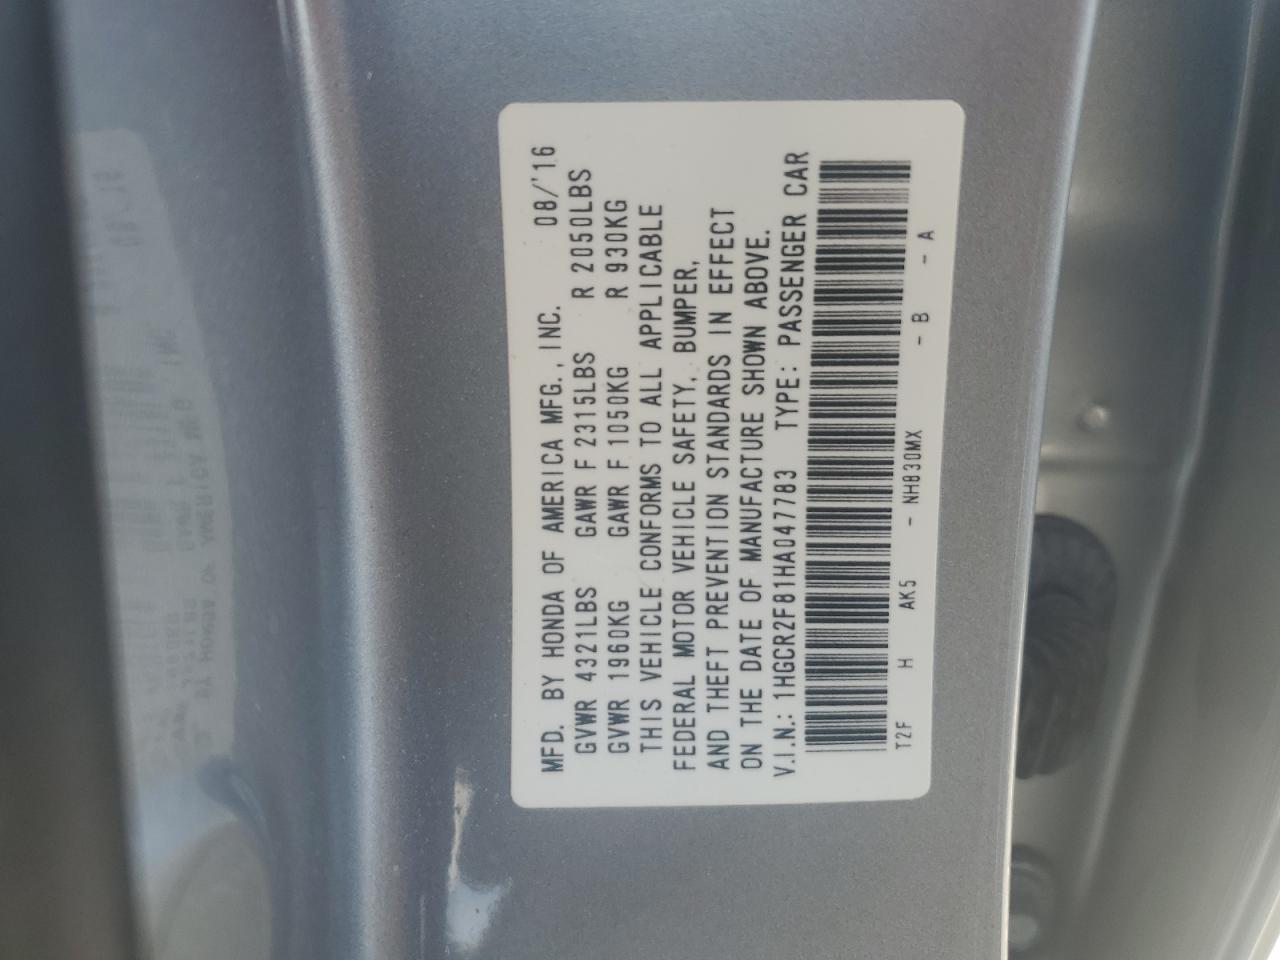 MFD. BY HONDA OF AMERICA MFG., INC. 08/'16
GVWR 4321LBS GAWR F 2315LBS R 2050LBS
GVWR 1960KG GAWR F 1050KG R 930KG
THIS VEHICLE CONFORMS TO ALL APPLICABLE
FEDERAL MOTOR VEHICLE SAFETY, BUMPER,
AND THEFT PREVENTION STANDARDS IN EFFECT
ON THE DATE OF MANUFACTURE SHOWN ABOVE.
V.I.N.: 1HGCR2F81HA047783 TYPE: PASSENGER CAR
T2F H AK5 - NH830MX - B - A